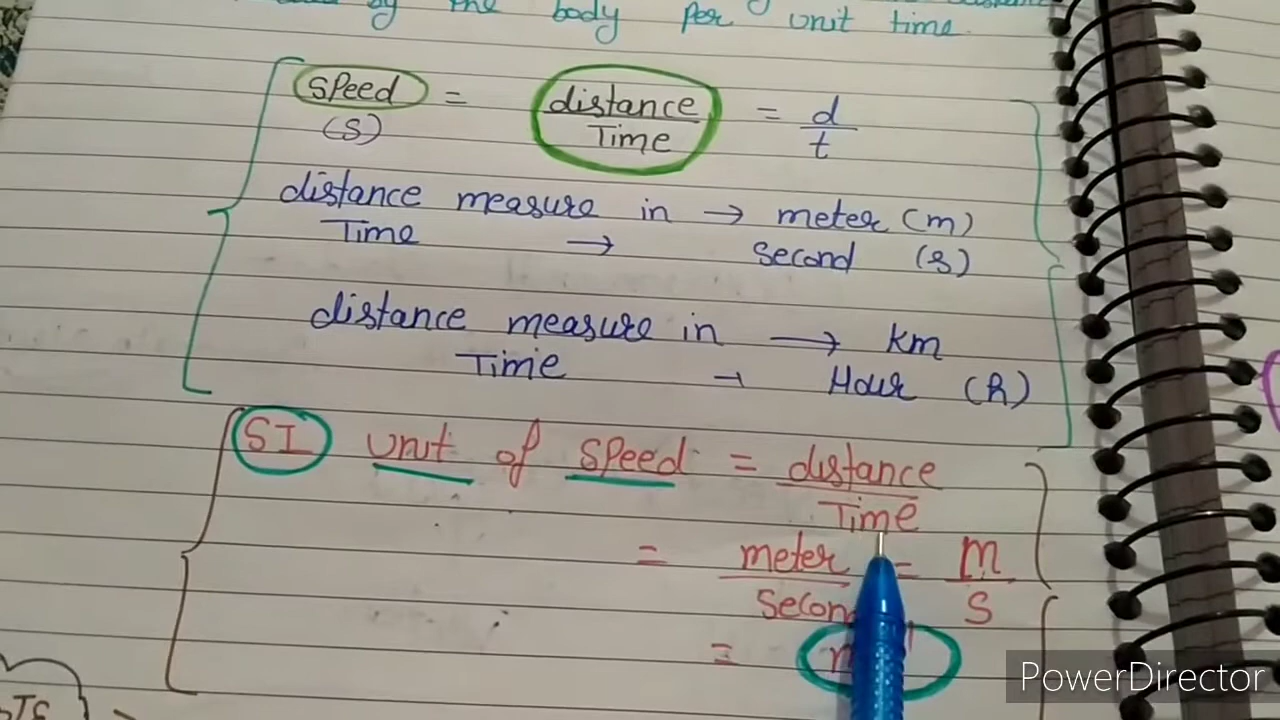 by the body per unit time.
Speed = distance/Time = d/t
(S)
distance measure in → meter (m)
Time → Second (s)
distance measure in → km
Time → Hour (h)
SI unit of speed = distance/Time
= meter/Second = m/s
=
PowerDirector